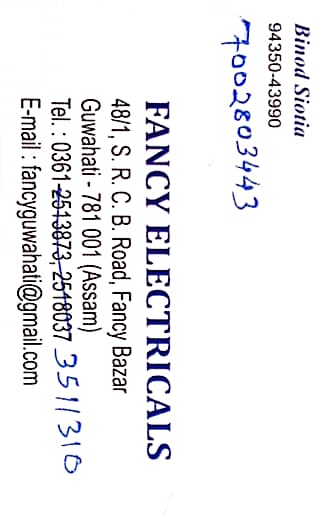 Binod Siotia
94350-43990
7002803443
FANCY ELECTRICALS
48/1, S. R. C. B. Road, Fancy Bazar
Guwahati - 781 001 (Assam)
Tel. : 0361-2513873, 2518037 3511310
E-mail : fancyguwahati@gmail.com